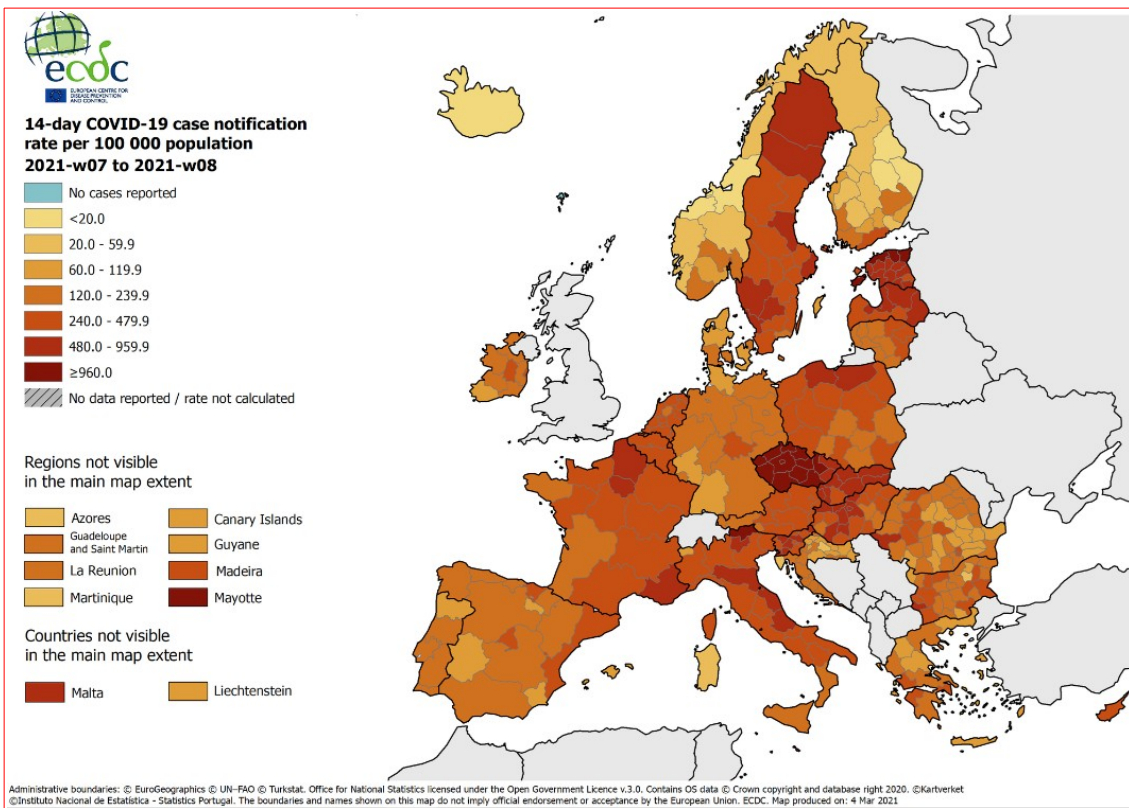 ecdc
EUROPEAN CENTRE FOR
DISEASE PREVENTION
AND CONTROL
14-day COVID-19 case notification
rate per 100 000 population
2021-w07 to 2021-w08
No cases reported
<20.0
20.0 - 59.9
60.0 - 119.9
120.0 - 239.9
240.0 - 479.9
480.0 - 959.9
≥960.0
No data reported / rate not calculated
Regions not visible
in the main map extent
Azores
Canary Islands
Guadeloupe
and Saint Martin
Guyane
La Reunion
Madeira
Martinique
Mayotte
Countries not visible
in the main map extent
Malta
Liechtenstein
Administrative boundaries: © EuroGeographics © UN–FAO © Turkstat. Office for National Statistics licensed under the Open Government Licence v.3.0. Contains OS data © Crown copyright and database right 2020. ©Kartverket
©Instituto Nacional de Estatística - Statistics Portugal. The boundaries and names shown on this map do not imply official endorsement or acceptance by the European Union. ECDC. Map produced on: 4 Mar 2021